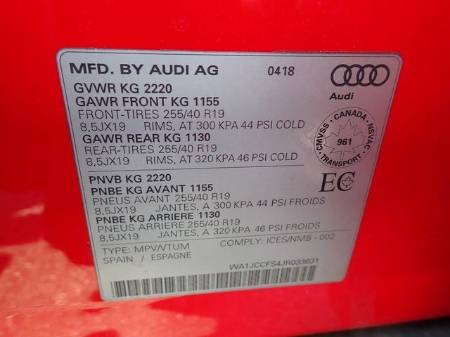 MFD. BY AUDI AG 0418
GVWR KG 2220
GAWR FRONT KG 1155
FRONT-TIRES 255/40 R19
8,5JX19 RIMS, AT 300 KPA 44 PSI COLD
GAWR REAR KG 1130
REAR-TIRES 255/40 R19
8,5JX19 RIMS, AT 320 KPA 46 PSI COLD
Audi
CANADA
CMVSS NSVAC
961
TRANSPORT
PNVB KG 2220
PNBE KG AVANT 1155
PNEUS AVANT 255/40 R19
8,5JX19 JANTES, A 300 KPA 44 PSI FROIDS
PNBE KG ARRIERE 1130
PNEUS ARRIERE 255/40 R19
8,5JX19 JANTES, A 320 KPA 46 PSI FROIDS
EC
TYPE: MPV/VTUM COMPLY: ICES/NMB - 002
SPAIN / ESPAGNE
WA1JCCFS4JR033631